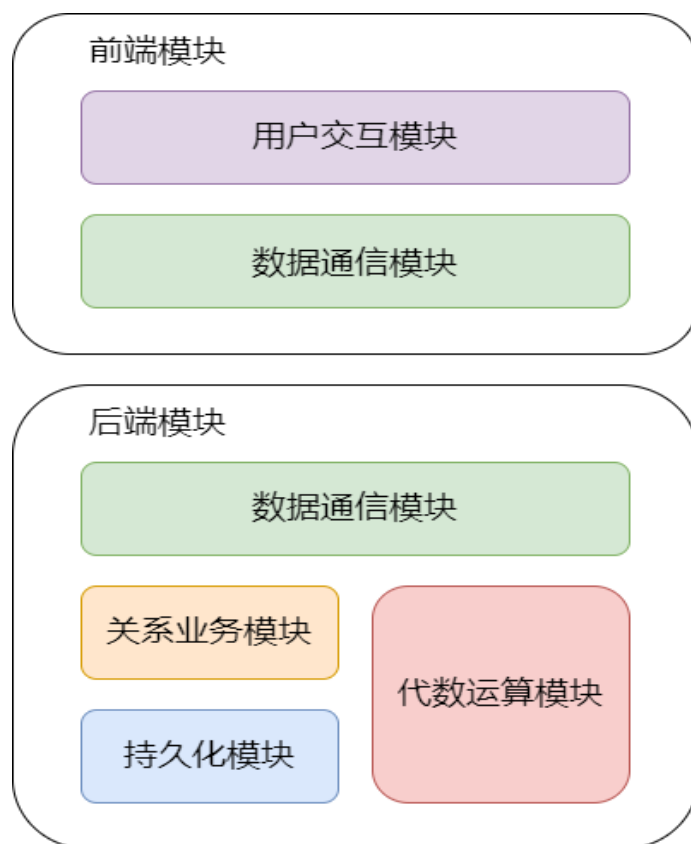 前端模块
用户交互模块
数据通信模块
后端模块
数据通信模块
关系业务模块
代数运算模块
持久化模块